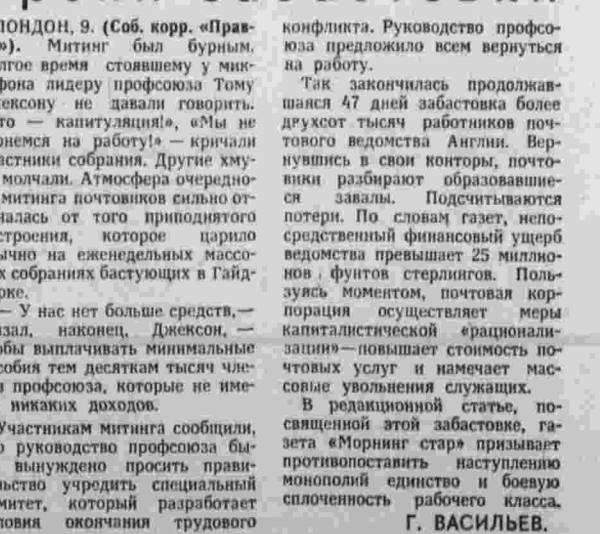 ЛОНДОН, 9. (Соб. корр. «Прав-
»). Митинг был бурным.
лгое время стоявшему у мик-
фона лидеру профсоюза Тому
ексону не давали говорить.
то — капитуляция!», «Мы не
рнемся на работу!» — кричали
астники собрания. Другие хму-
молчали. Атмосфера очередно-
митинга почтовиков сильно от-
чалась от того приподнятого
строения, которое царило
ычно на еженедельных массо-
х собраниях бастующих в Гайд-
рке.
— У нас нет больше средств,—
азал, наконец, Джексон,—
обы выплачивать минимальные
собия тем десяткам тысяч чле-
в профсоюза, которые не име-
никаких доходов.
Участникам митинга сообщили,
о руководство профсоюза бы-
вынуждено просить прави-
льство учредить специальный
митет, который разработает
ловия окончания трудового
конфликта. Руководство профсо-
юза предложило всем вернуться
на работу.
Так закончилась продолжав-
шаяся 47 дней забастовка более
двухсот тысяч работников поч-
тового ведомства Англии. Вер-
нувшись в свои конторы, почто-
вики разбирают образовавшие-
ся завалы. Подсчитываются
потери. По словам газет, непо-
средственный финансовый ущерб
ведомства превышает 25 миллио-
нов фунтов стерлингов. Поль-
зуясь моментом, почтовая кор-
порация осуществляет меры
капиталистической «рационали-
зации»—повышает стоимость по-
чтовых услуг и намечает мас-
совые увольнения служащих.
В редакционной статье, по-
священной этой забастовке, га-
зета «Морнинг стар» призывает
противопоставить наступлению
монополий единство и боевую
сплоченность рабочего класса.
Г. ВАСИЛЬЕВ.